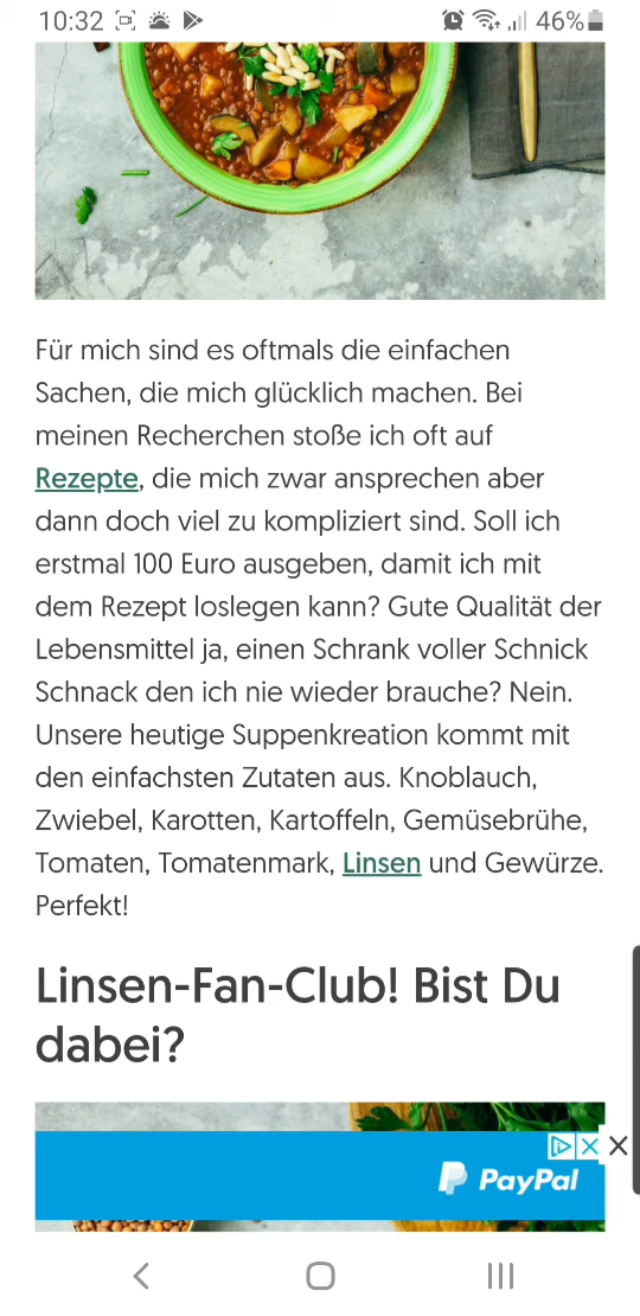 10:32 46%
Für mich sind es oftmals die einfachen
Sachen, die mich glücklich machen. Bei
meinen Recherchen stoße ich oft auf
Rezepte, die mich zwar ansprechen aber
dann doch viel zu kompliziert sind. Soll ich
erstmal 100 Euro ausgeben, damit ich mit
dem Rezept loslegen kann? Gute Qualität der
Lebensmittel ja, einen Schrank voller Schnick
Schnack den ich nie wieder brauche? Nein.
Unsere heutige Suppenkreation kommt mit
den einfachsten Zutaten aus. Knoblauch,
Zwiebel, Karotten, Kartoffeln, Gemüsebrühe,
Tomaten, Tomatenmark, Linsen und Gewürze.
Perfekt!
Linsen-Fan-Club! Bist Du
dabei?
PayPal